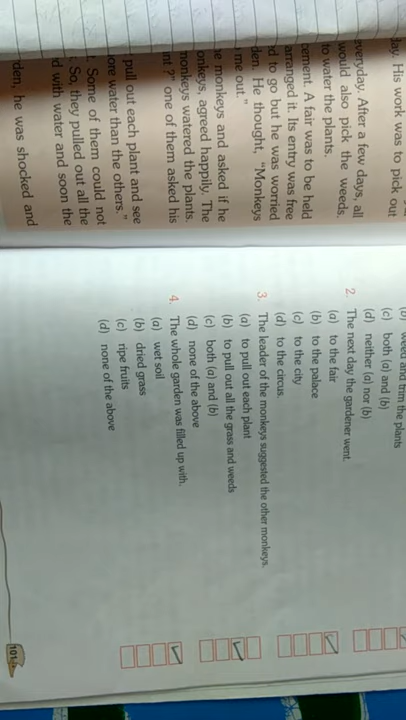 day. His work was to pick out
everyday. After a few days, all
would also pick the weeds,
to water the plants.
cement. A fair was to be held
arranged it. Its entry was free
to go but he was worried
den. He thought. "Monkeys
me out."
monkeys and asked if he
onkeys, agreed happily. The
monkeys watered the plants.
nt ?" one of them asked his
pull out each plant and see
ore water than the others."
. Some of them could not
. So, they pulled out all the
d with water and soon the
rden, he was shocked and
(b) weed and trim the plants
(c) both (a) and (b)
(d) neither (a) nor (b)
2. The next day the gardener went.
(a) to the fair
(b) to the palace
(c) to the city
(d) to the circus.
3. The leader of the monkeys suggested the other monkeys.
(a) to pull out each plant
(b) to pull out all the grass and weeds
(c) both (a) and (b)
(d) none of the above
4. The whole garden was filled up with.
(a) wet soil
(b) dried grass
(c) ripe fruits
(d) none of the above
101